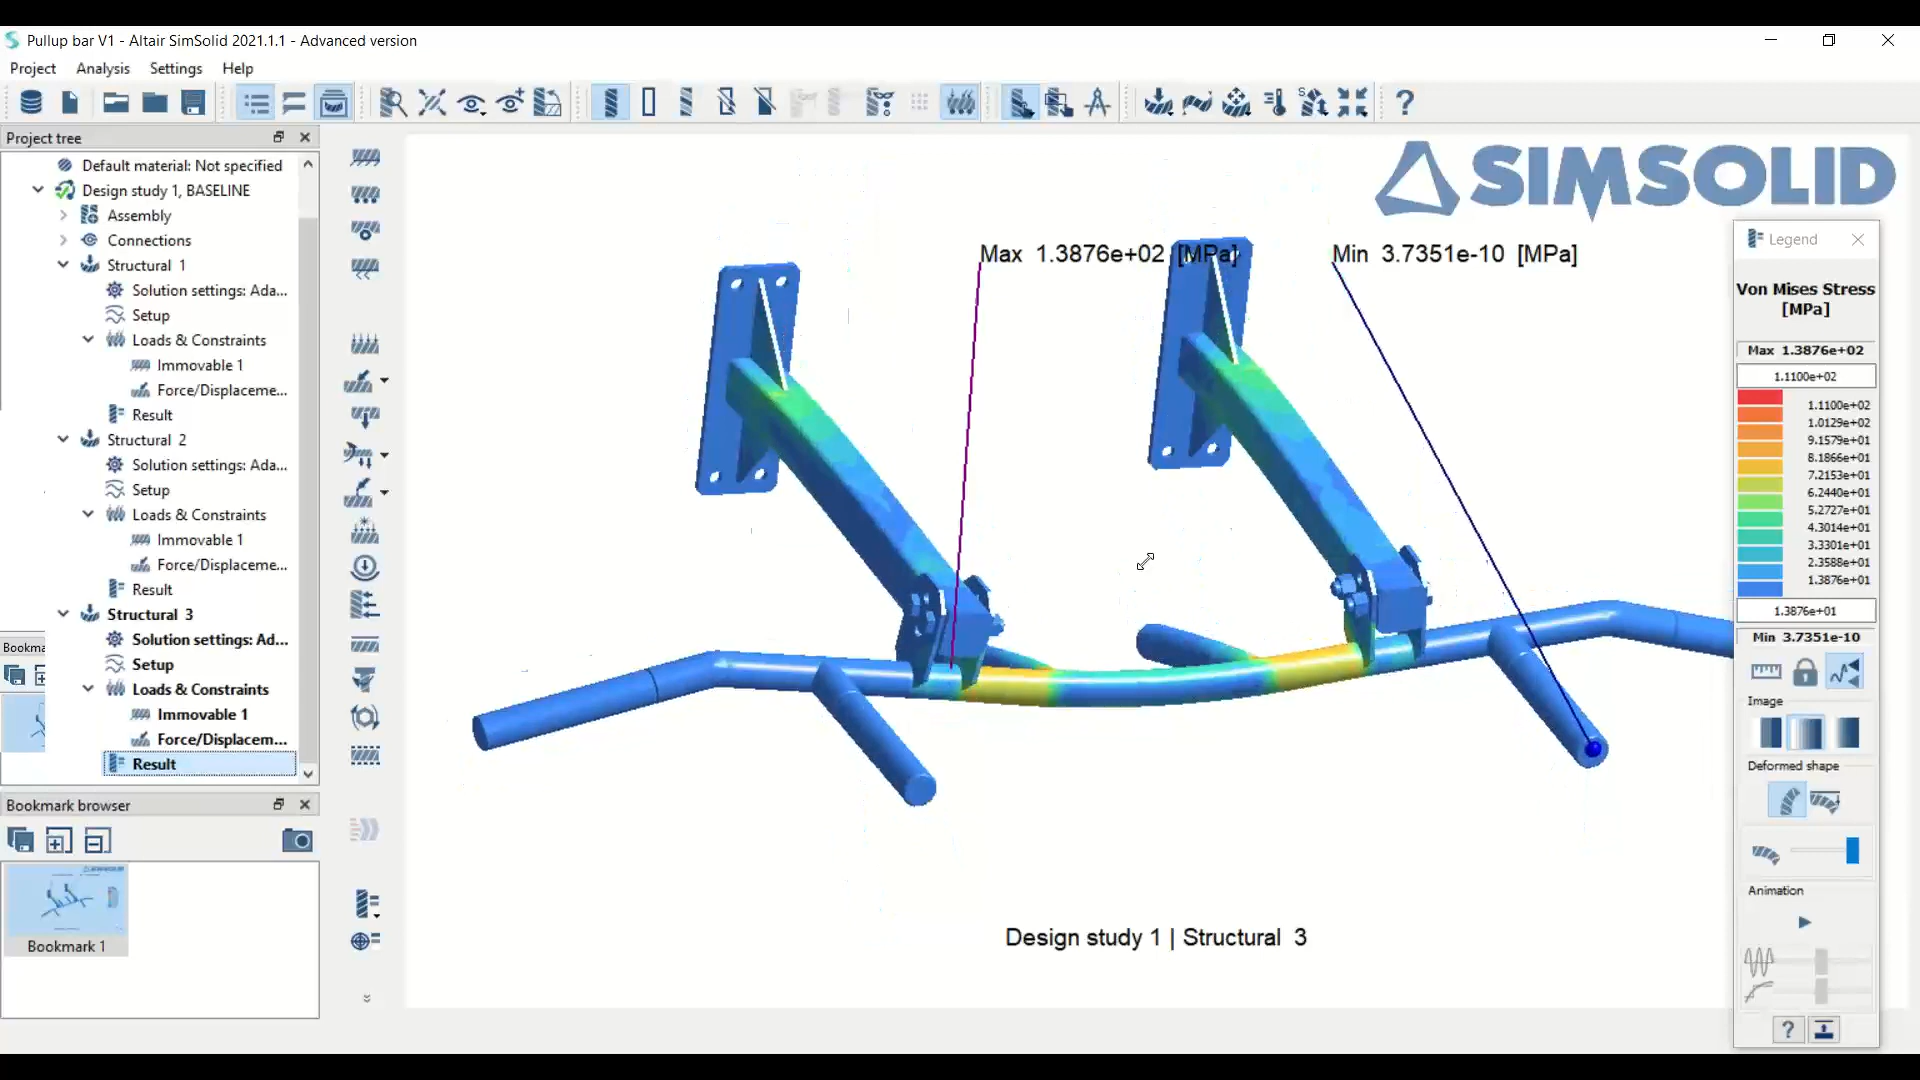 Pullup bar V1 - Altair SimSolid 2021.1.1 - Advanced version
Project Analysis Settings Help
Project tree
Default material: Not specified
Design study 1, BASELINE
Assembly
Connections
Structural 1
Solution settings: Ada...
Setup
Loads & Constraints
Immovable 1
Force/Displaceme...
Result
Structural 2
Solution settings: Ada...
Setup
Loads & Constraints
Immovable 1
Force/Displaceme...
Result
Structural 3
Solution settings: Ad...
Setup
Loads & Constraints
Immovable 1
Force/Displacem...
Result
Bookma
Bookmark browser
Bookmark 1
SIMSOLID
Max 1.3876e+02 [MPa]
Min 3.7351e-10 [MPa]
Design study 1 | Structural 3
Legend
Von Mises Stress
[MPa]
Max 1.3876e+02
1.1100e+02
1.1100e+02
1.0129e+02
9.1579e+01
8.1866e+01
7.2153e+01
6.2440e+01
5.2727e+01
4.3014e+01
3.3301e+01
2.3588e+01
1.3876e+01
1.3876e+01
Min 3.7351e-10
Image
Deformed shape
Animation